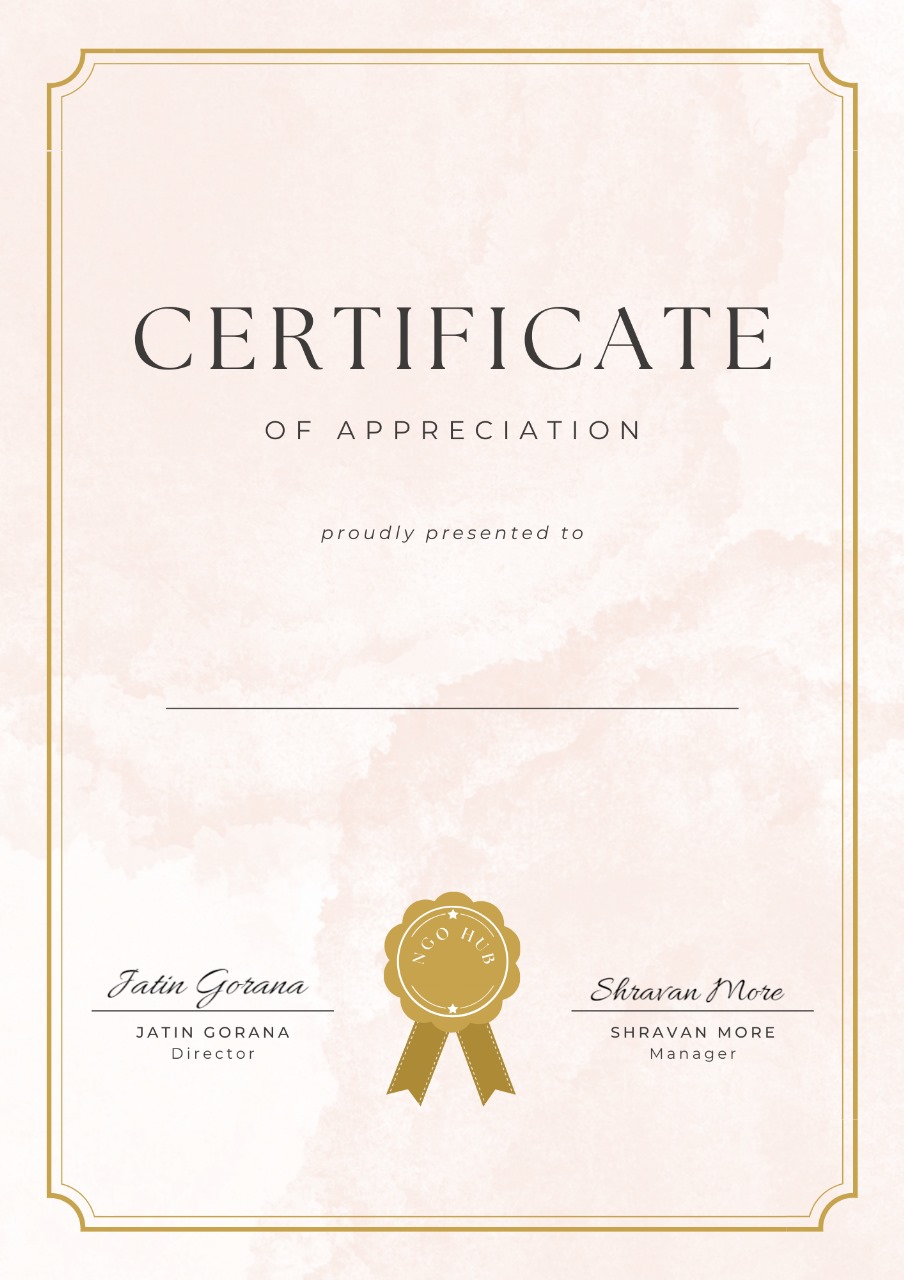 CERTIFICATE
OF APPRECIATION
proudly presented to
NGO HUB
Jatin Gorana
JATIN GORANA
Director
Shravan More
SHRAVAN MORE
Manager